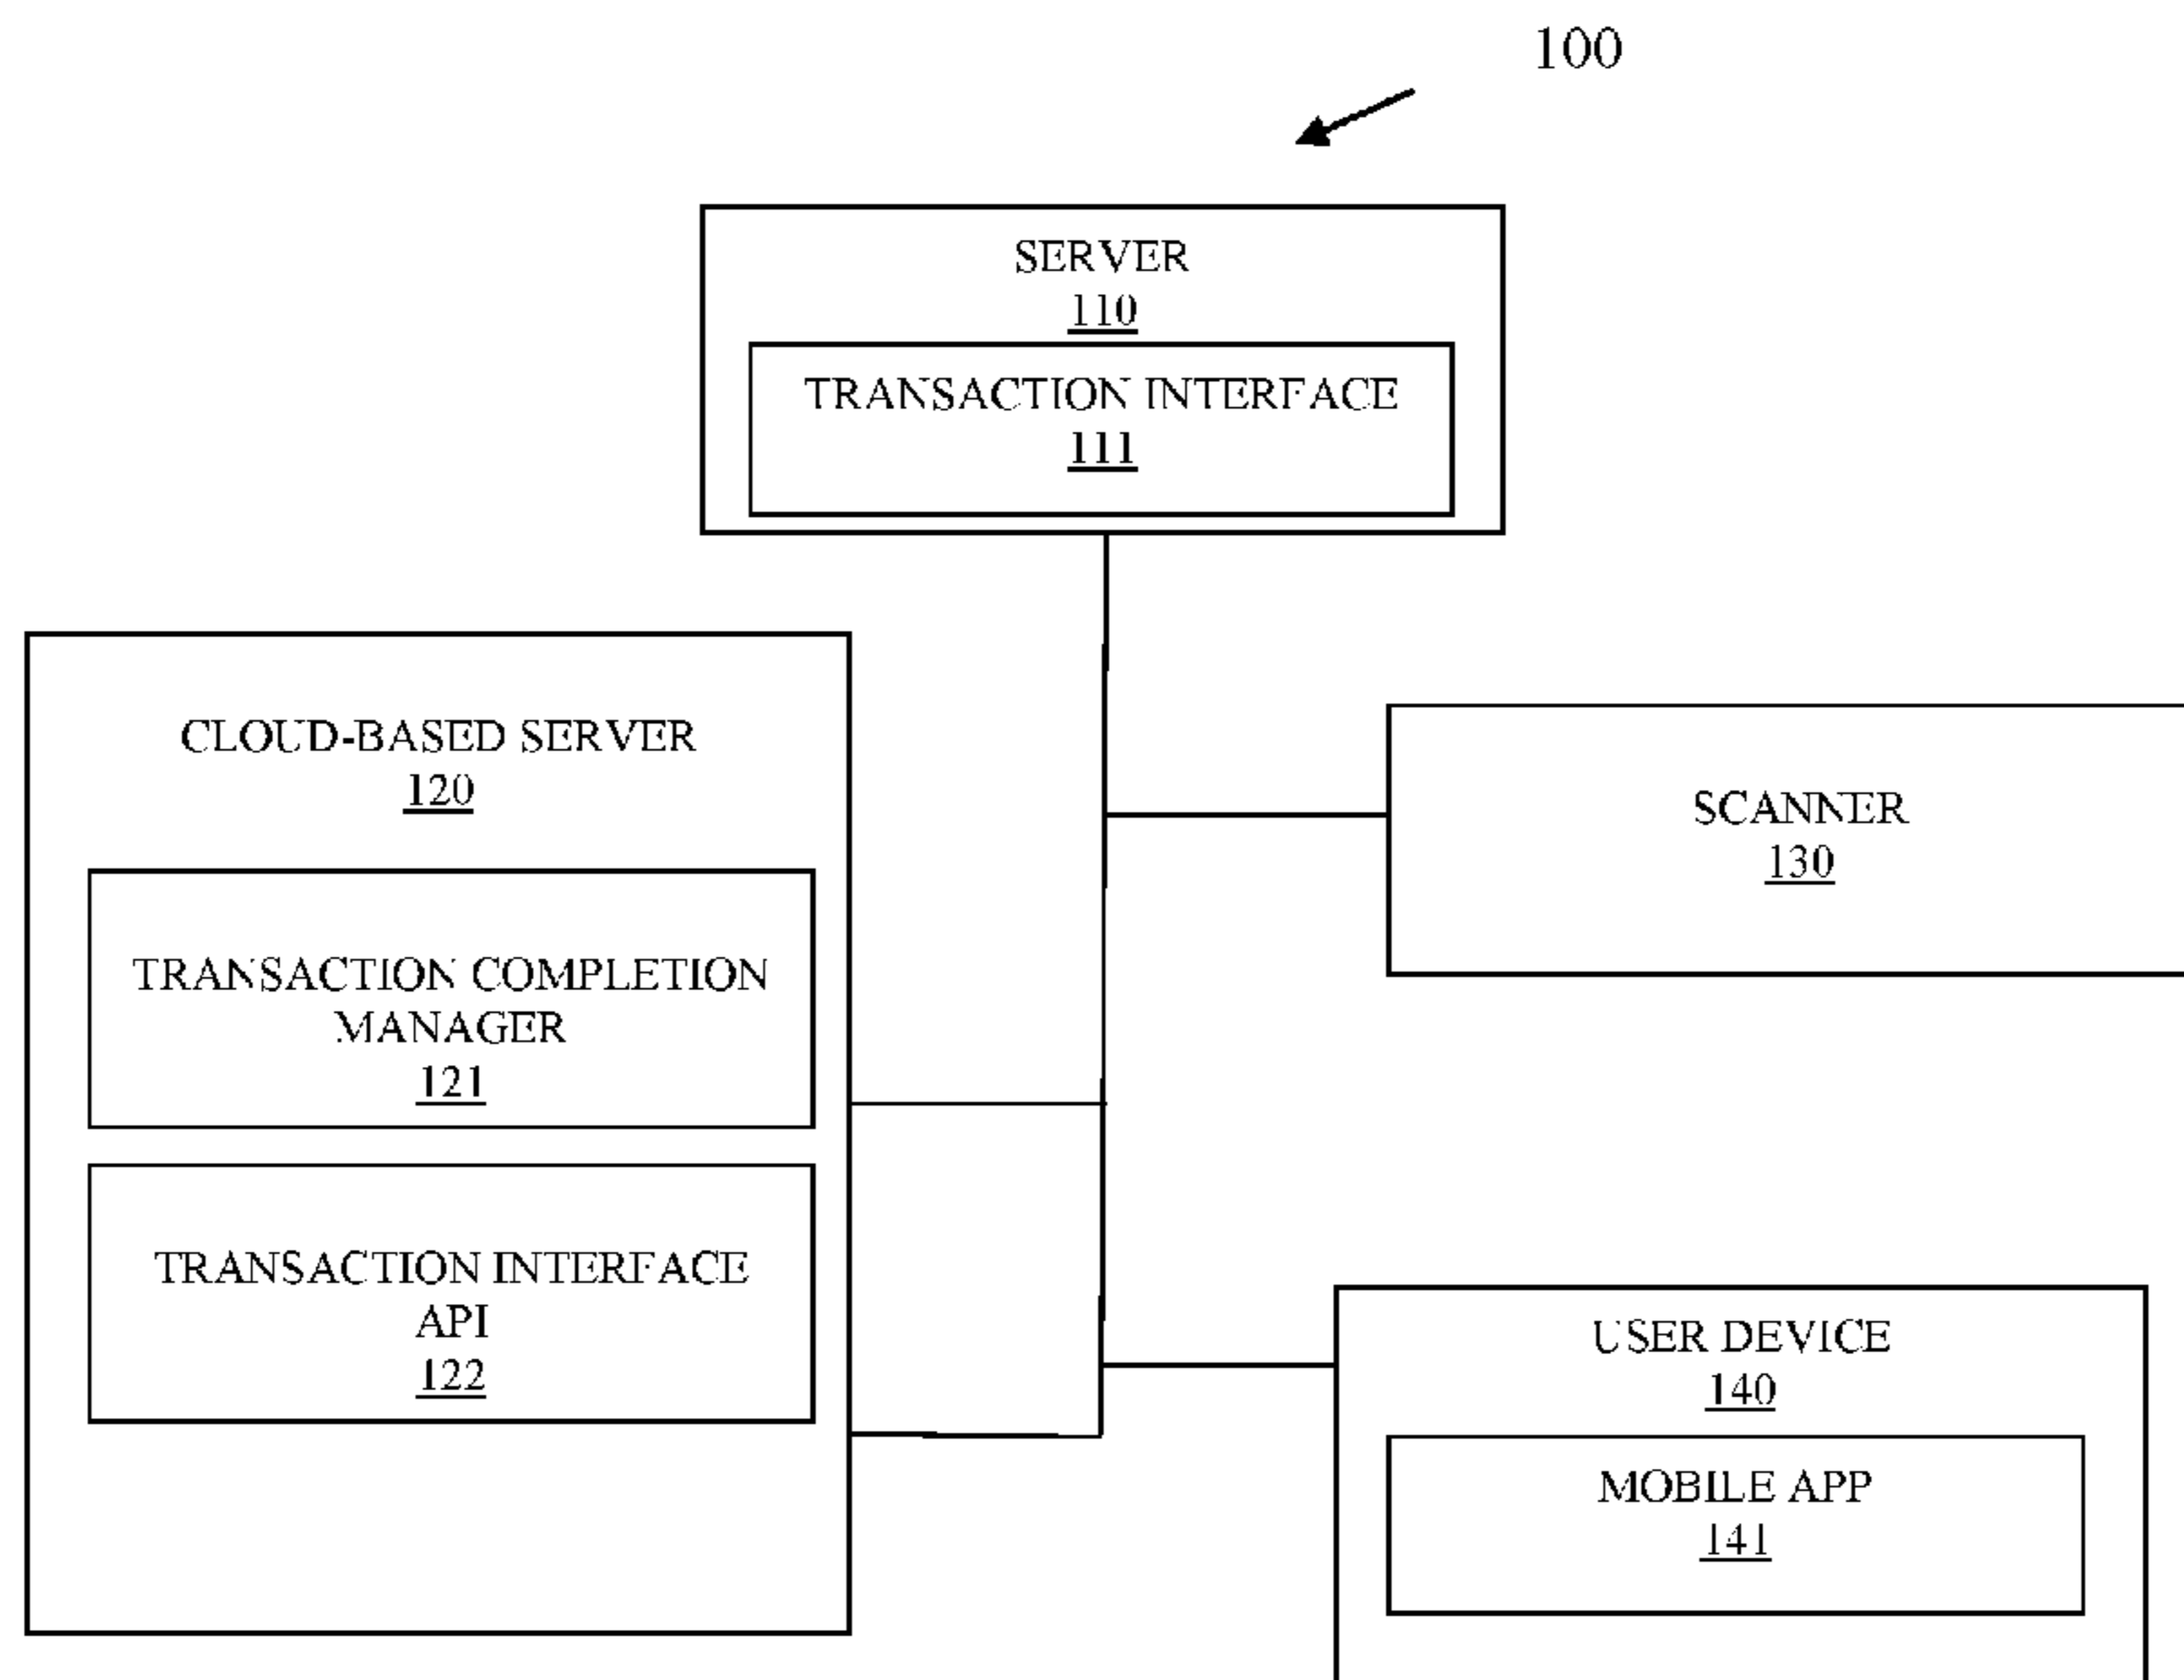 100
SERVER
110
TRANSACTION INTERFACE
111
CLOUD-BASED SERVER
120
TRANSACTION COMPLETION
MANAGER
121
TRANSACTION INTERFACE
API
122
SCANNER
130
USER DEVICE
140
MOBILE APP
141